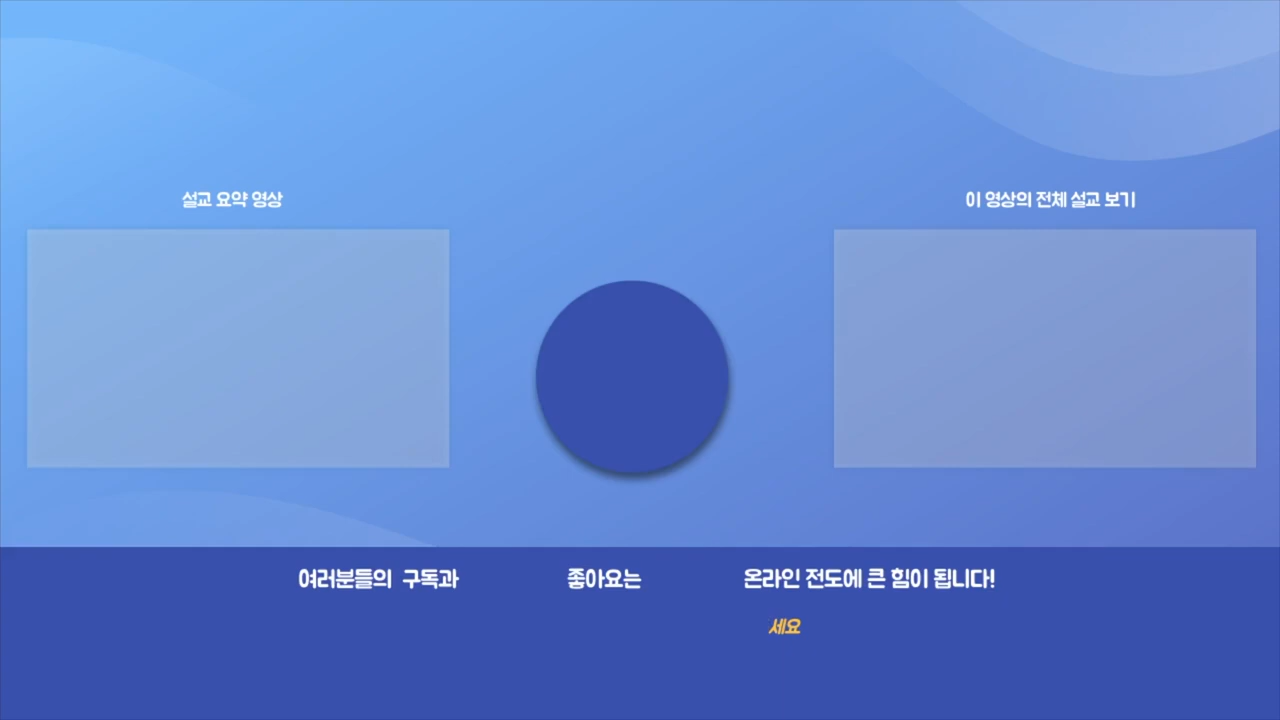 설교 요약 영상
이 영상의 전체 설교 보기
여러분들의 구독과 좋아요는 온라인 전도에 큰 힘이 됩니다!
세요